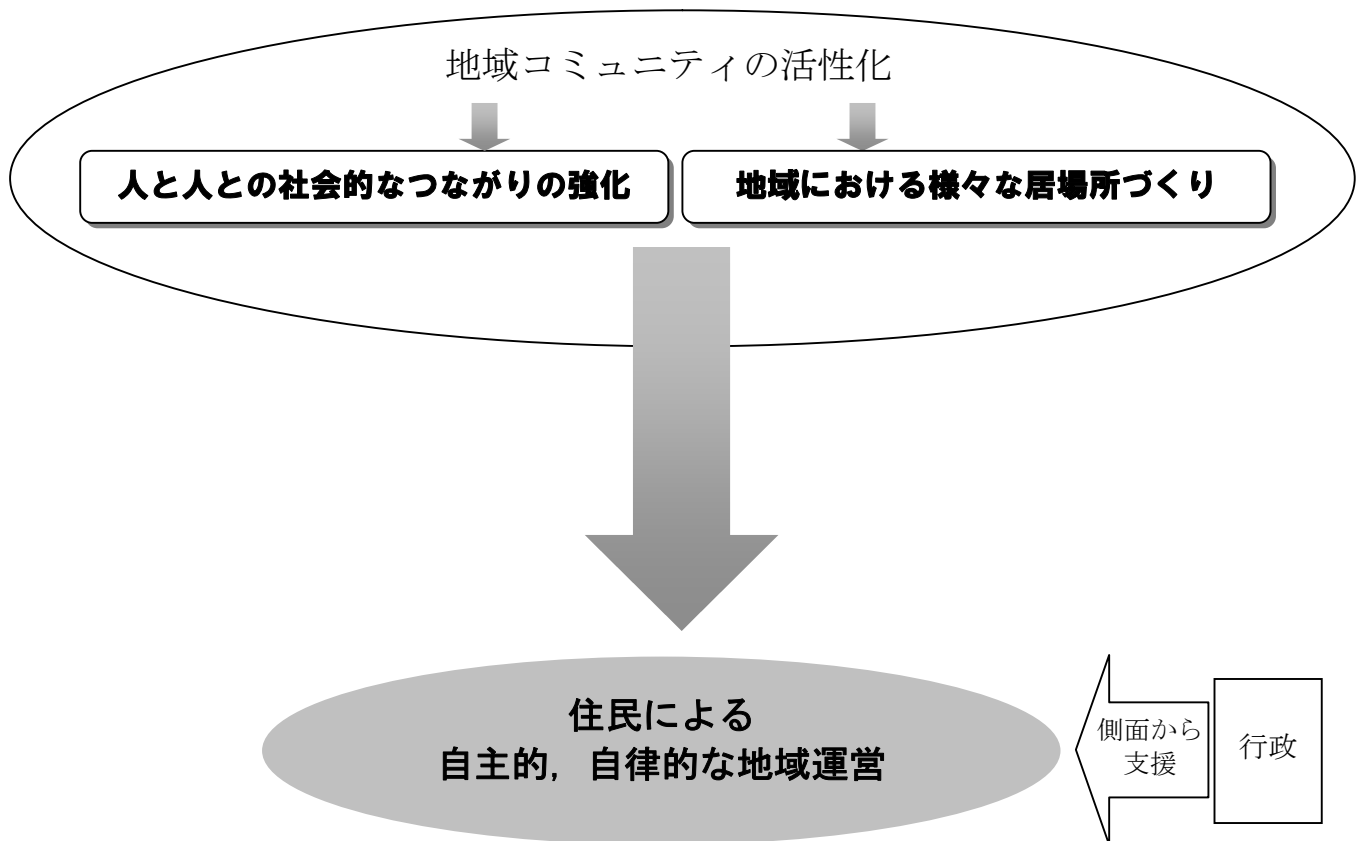 地域コミュニティの活性化
人と人との社会的なつながりの強化
地域における様々な居場所づくり
住民による
自主的，自律的な地域運営
側面から
支援
行政